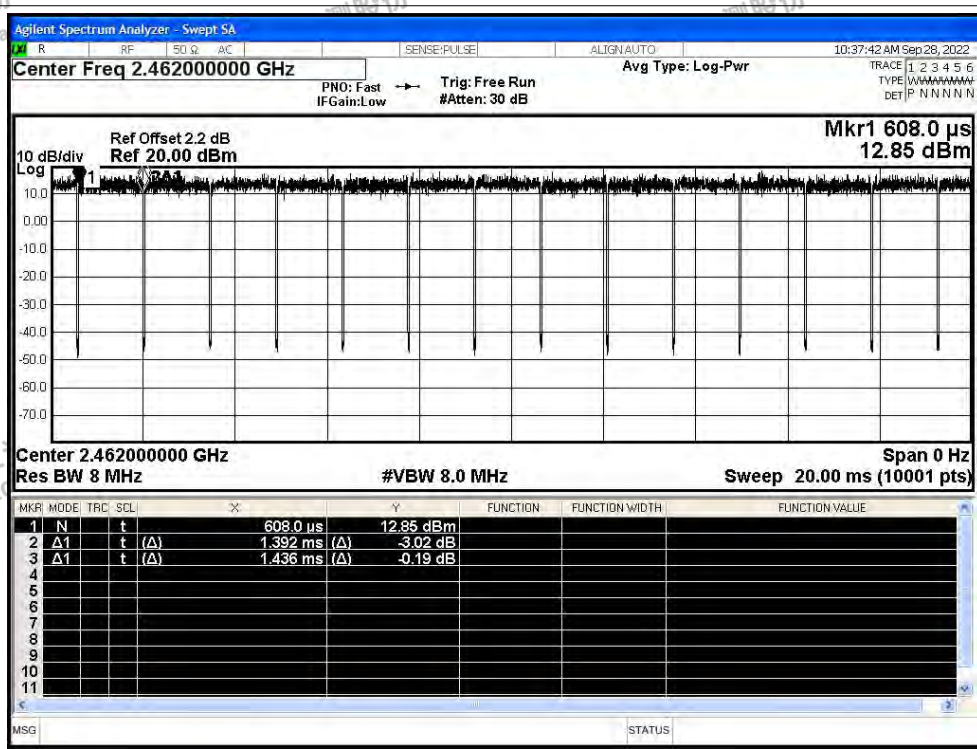 Agilent Spectrum Analyzer - Swept SA
R RF 50 Ω AC SENSE:PULSE ALIGN AUTO 10:37:42 AM Sep 28, 2022
Center Freq 2.462000000 GHz
PNO: Fast
IFGain:Low
Trig: Free Run
#Atten: 30 dB
Avg Type: Log-Pwr
TRACE 1 2 3 4 5 6
TYPE
DET P N N N N N
Mkr1 608.0 µs
12.85 dBm
Ref Offset 2.2 dB
10 dB/div Ref 20.00 dBm
Log
1
10.0
0.00
-10.0
-20.0
-30.0
-40.0
-50.0
-60.0
-70.0
Center 2.462000000 GHz Span 0 Hz
Res BW 8 MHz #VBW 8.0 MHz Sweep 20.00 ms (10001 pts)
MKR MODE TRC SCL X Y FUNCTION FUNCTION WIDTH FUNCTION VALUE
1 N t 608.0 µs 12.85 dBm
2 Δ1 t (Δ) 1.392 ms (Δ) -3.02 dB
3 Δ1 t (Δ) 1.436 ms (Δ) -0.19 dB
4
5
6
7
8
9
10
11
MSG STATUS